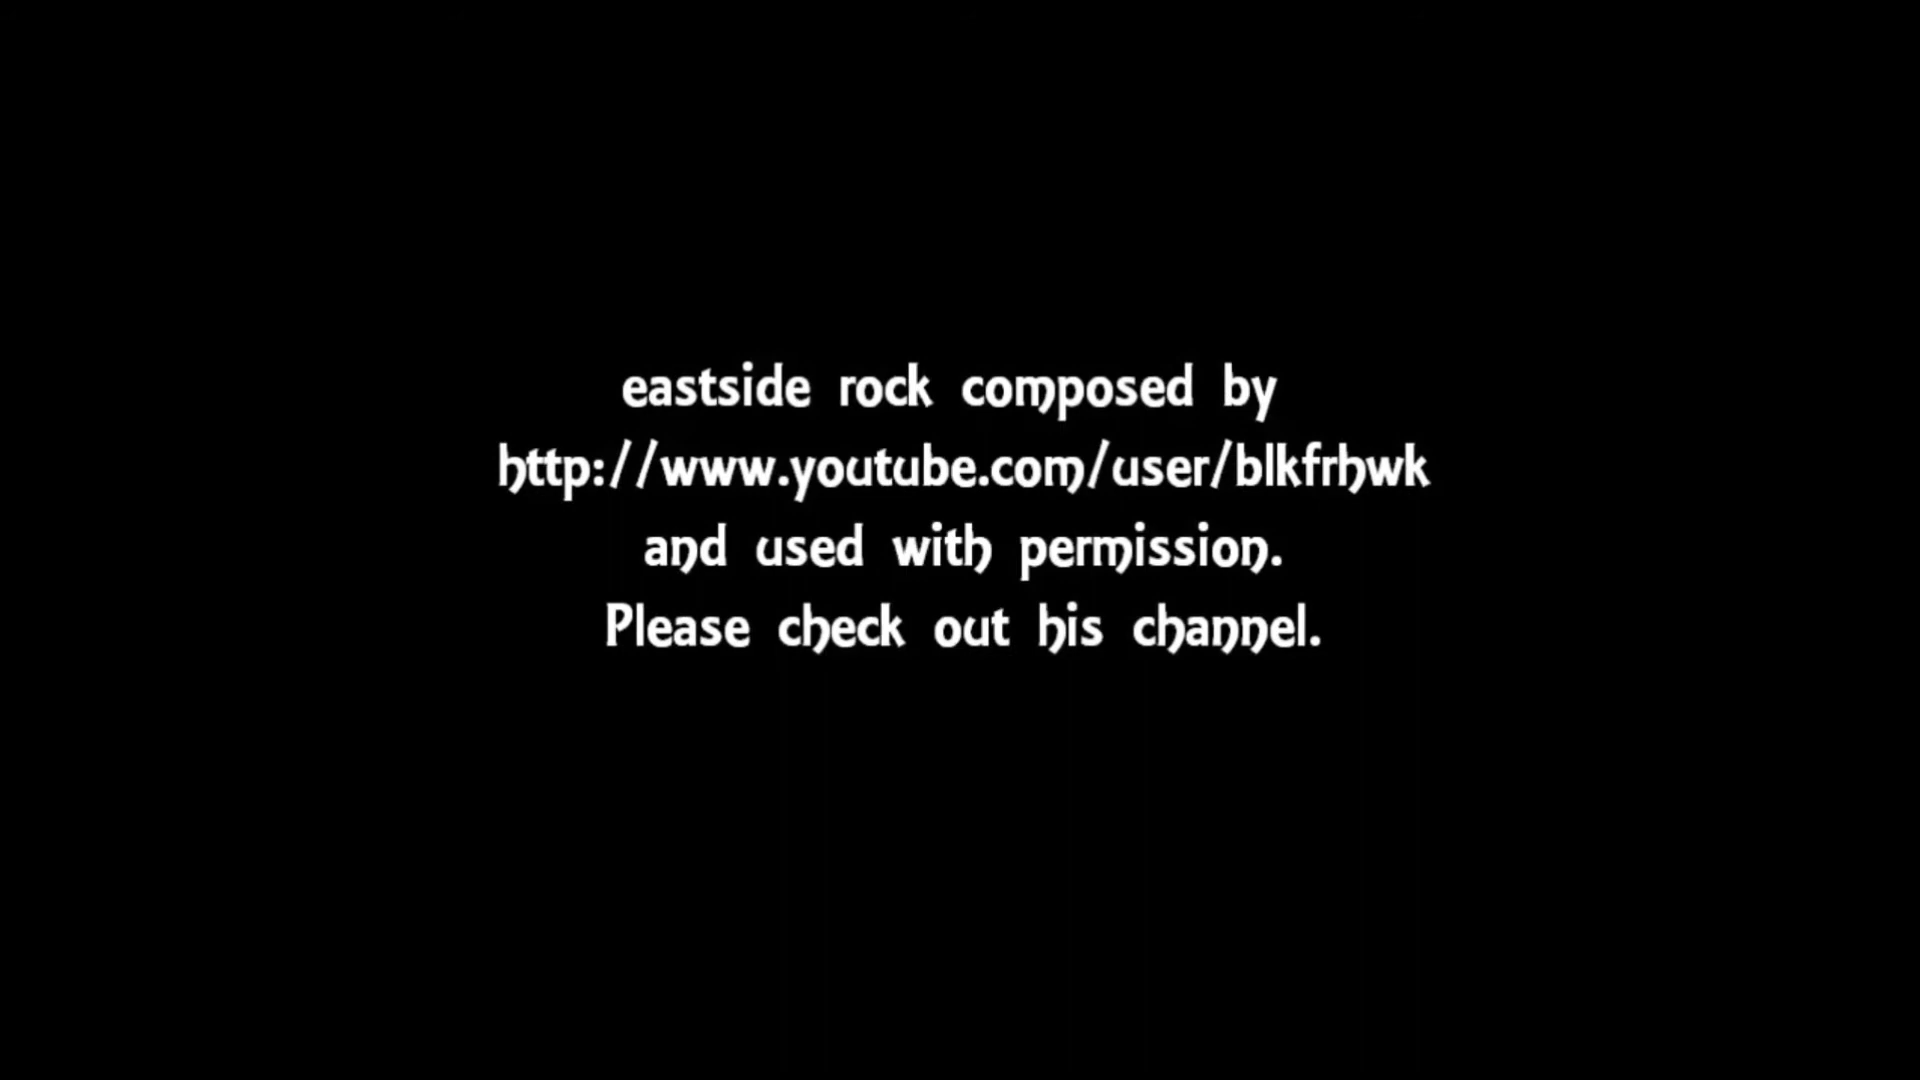 eastside rock composed by
http://www.youtube.com/user/blkfrhwk
and used with permission.
Please check out his channel.